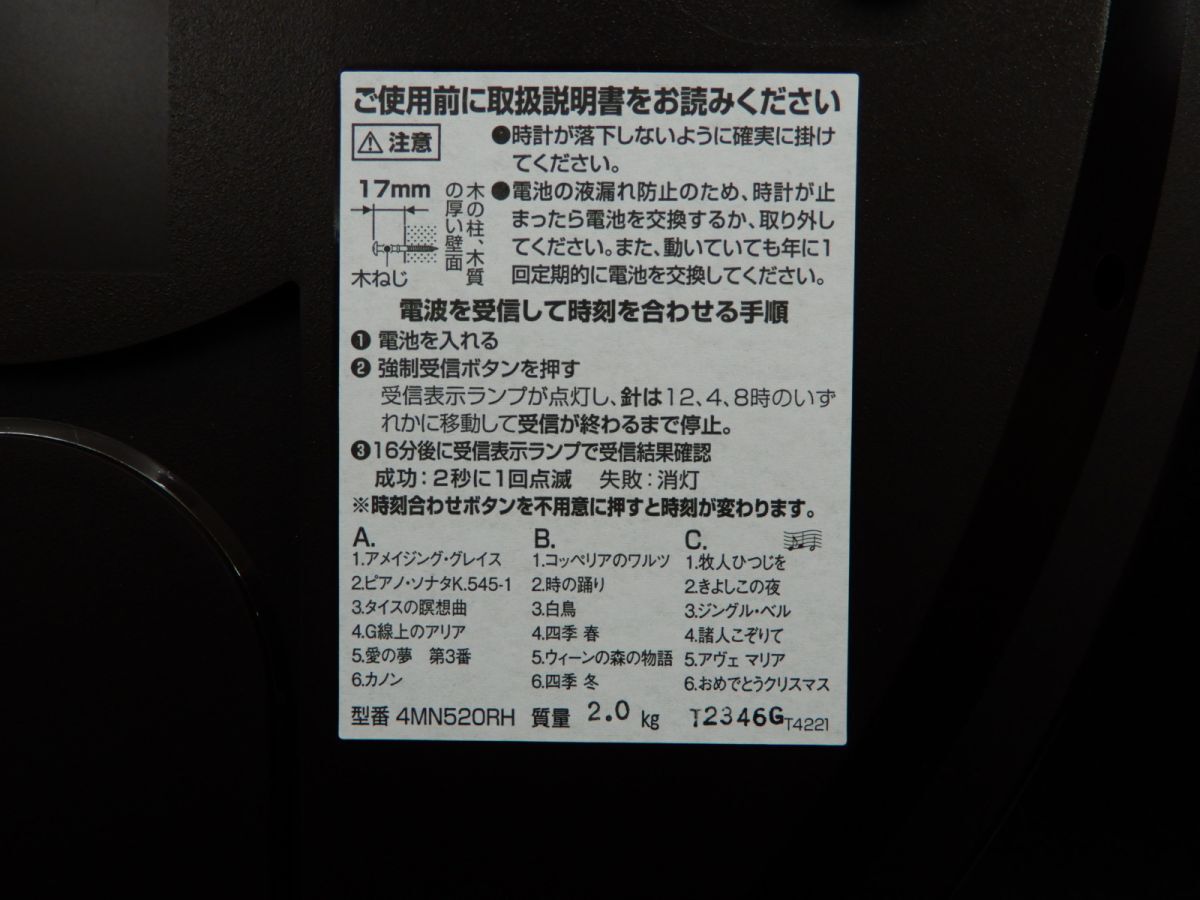 ご使用前に取扱説明書をお読みください
⚠注意
17mm
木ねじ
木の柱、木質
の厚い壁面
●時計が落下しないように確実に掛け
てください。
●電池の液漏れ防止のため、時計が止
まったら電池を交換するか、取り外し
てください。また、動いていても年に1
回定期的に電池を交換してください。
電波を受信して時刻を合わせる手順
❶ 電池を入れる
❷ 強制受信ボタンを押す
受信表示ランプが点灯し、針は12、4、8時のいず
れかに移動して受信が終わるまで停止。
❸16分後に受信表示ランプで受信結果確認
成功：2秒に1回点滅 失敗：消灯
※時刻合わせボタンを不用意に押すと時刻が変わります。
A.
1.アメイジング・グレイス
2.ピアノ・ソナタK.545-1
3.タイスの瞑想曲
4.G線上のアリア
5.愛の夢 第3番
6.カノン
B.
1.コッペリアのワルツ
2.時の踊り
3.白鳥
4.四季 春
5.ウィーンの森の物語
6.四季 冬
C.
1.牧人ひつじを
2.きよしこの夜
3.ジングル・ベル
4.諸人こぞりて
5.アヴェ マリア
6.おめでとうクリスマス
型番 4MN520RH 質量 2.0 kg T2346G T4221